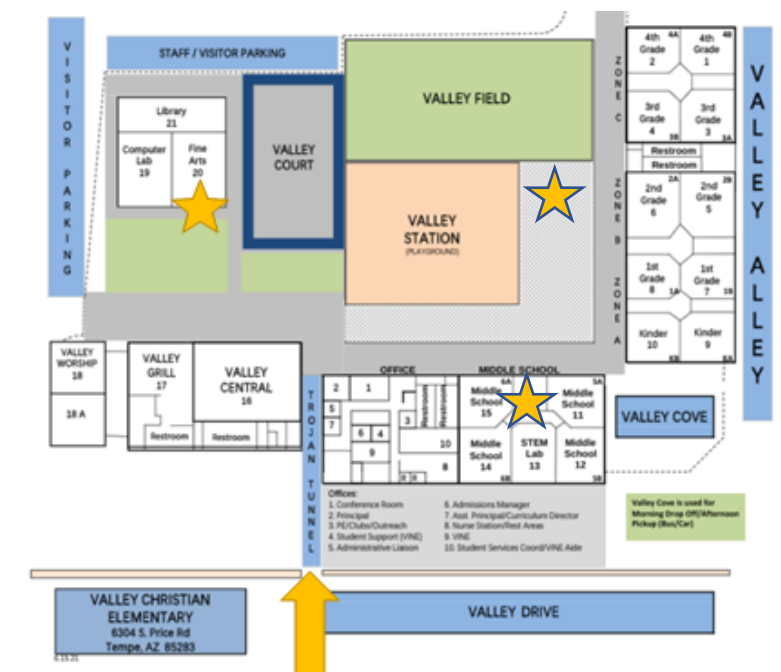 VISITOR PARKING
STAFF / VISITOR PARKING
Library
21
Computer
Lab
19
Fine
Arts
20
VALLEY
COURT
VALLEY FIELD
VALLEY
STATION
(PLAYGROUND)
ZONE C
ZONE B
ZONE A
4th 4A
Grade
2
4th 4B
Grade
1
3rd
Grade
4 3B
3rd
Grade
3 3A
Restroom
Restroom
2A
2nd
Grade
6
2B
2nd
Grade
5
1st
Grade
8 1A
1st
Grade
7 1B
Kinder
10
KB
Kinder
9
KA
VALLEY ALLEY
VALLEY
WORSHIP
18
18 A
VALLEY
GRILL
17
Restroom
VALLEY
CENTRAL
16
Restroom
TROJAN TUNNEL
OFFICE
2
1
5
7
6
4
3
9
Restroom
Restroom
10
8
R R
MIDDLE SCHOOL
6A
Middle
School
15
5A
Middle
School
11
Middle
School
14
6B
STEM
Lab
13
Middle
School
12
5B
VALLEY COVE
Valley Cove is used for
Morning Drop Off/Afternoon
Pickup (Bus/Car)
Offices:
1. Conference Room
2. Principal
3. PE/Clubs/Outreach
4. Student Support (VINE)
5. Administrative Liaison
6. Admissions Manager
7. Asst. Principal/Curriculum Director
8. Nurse Station/Rest Areas
9. VINE
10. Student Services Coord/VINE Aide
VALLEY CHRISTIAN
ELEMENTARY
6304 S. Price Rd
Tempe, AZ 85283
6.15.21
VALLEY DRIVE